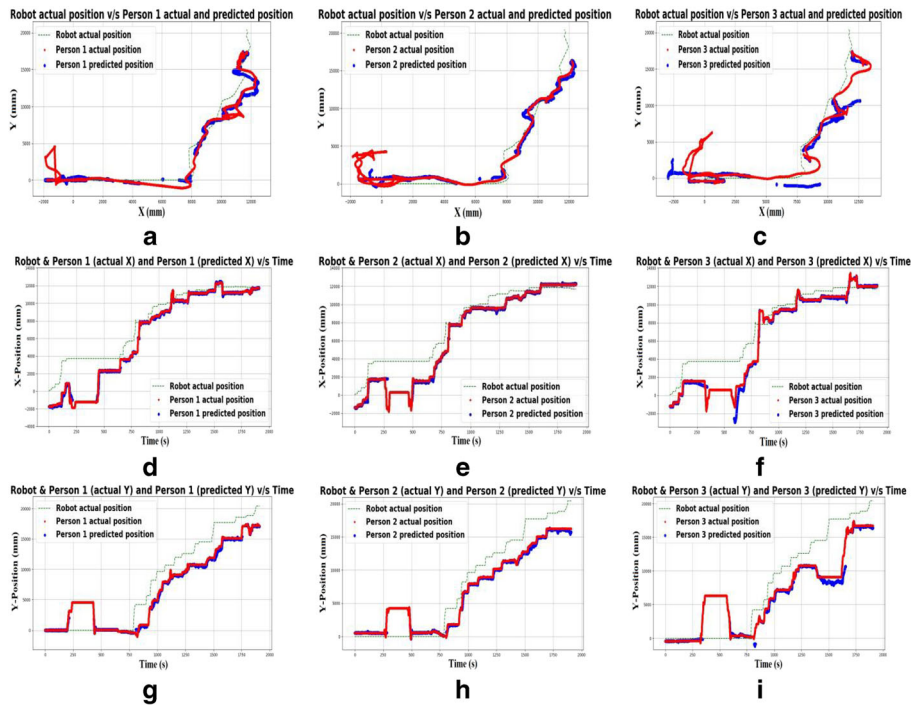 Robot actual position v/s Person 1 actual and predicted position
Robot actual position
Person 1 actual position
Person 1 predicted position
Y (mm)
X (mm)
a
Robot actual position v/s Person 2 actual and predicted position
Robot actual position
Person 2 actual position
Person 2 predicted position
Y (mm)
X (mm)
b
Robot actual position v/s Person 3 actual and predicted position
Robot actual position
Person 3 actual position
Person 3 predicted position
Y (mm)
X (mm)
c
Robot & Person 1 (actual X) and Person 1 (predicted X) v/s Time
Robot actual position
Person 1 actual position
Person 1 predicted position
X-Position (mm)
Time (s)
d
Robot & Person 2 (actual X) and Person 2 (predicted X) v/s Time
Robot actual position
Person 2 actual position
Person 2 predicted position
X-Position (mm)
Time (s)
e
Robot & Person 3 (actual X) and Person 3 (predicted X) v/s Time
Robot actual position
Person 3 actual position
Person 3 predicted position
X-Position (mm)
Time (s)
f
Robot & Person 1 (actual Y) and Person 1 (predicted Y) v/s Time
Robot actual position
Person 1 actual position
Person 1 predicted position
Y-Position (mm)
Time (s)
g
Robot & Person 2 (actual Y) and Person 2 (predicted Y) v/s Time
Robot actual position
Person 2 actual position
Person 2 predicted position
Y-Position (mm)
Time (s)
h
Robot & Person 3 (actual Y) and Person 3 (predicted Y) v/s Time
Robot actual position
Person 3 actual position
Person 3 predicted position
Y-Position (mm)
Time (s)
i